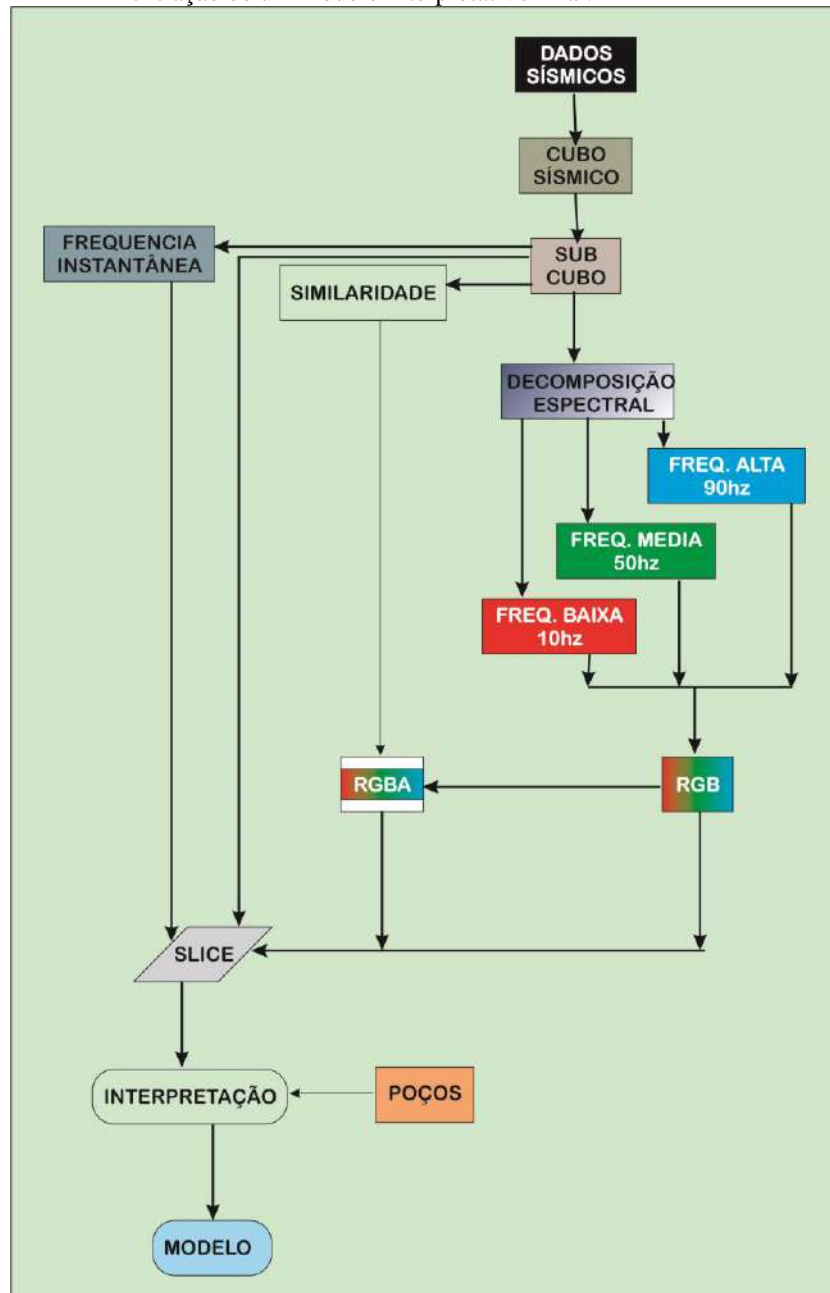 DADOS
SÍSMICOS
CUBO
SÍSMICO
FREQUENCIA
INSTANTÂNEA
SUB
CUBO
SIMILARIDADE
DECOMPOSIÇÃO
ESPECTRAL
FREQ. ALTA
90hz
FREQ. MEDIA
50hz
FREQ. BAIXA
10hz
RGBA
RGB
SLICE
INTERPRETAÇÃO
POÇOS
MODELO